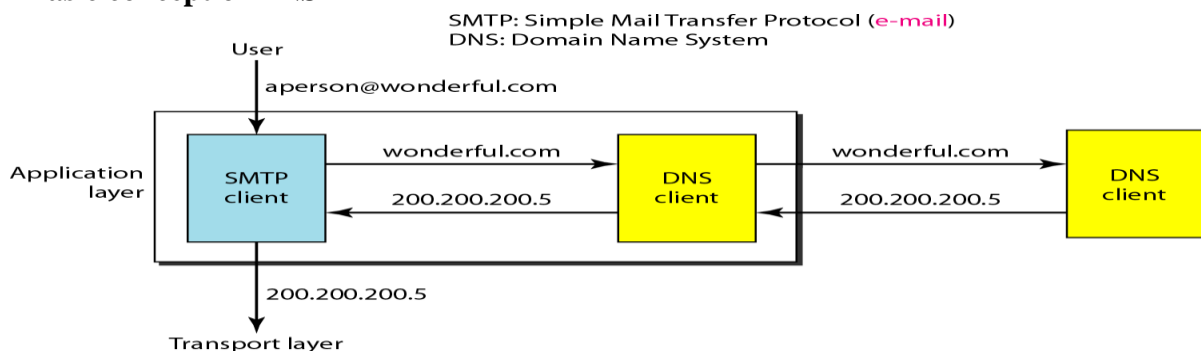 SMTP: Simple Mail Transfer Protocol (e-mail)
DNS: Domain Name System
User
aperson@wonderful.com
Application
layer
SMTP
client
wonderful.com
200.200.200.5
DNS
client
wonderful.com
200.200.200.5
DNS
client
200.200.200.5
Transport layer